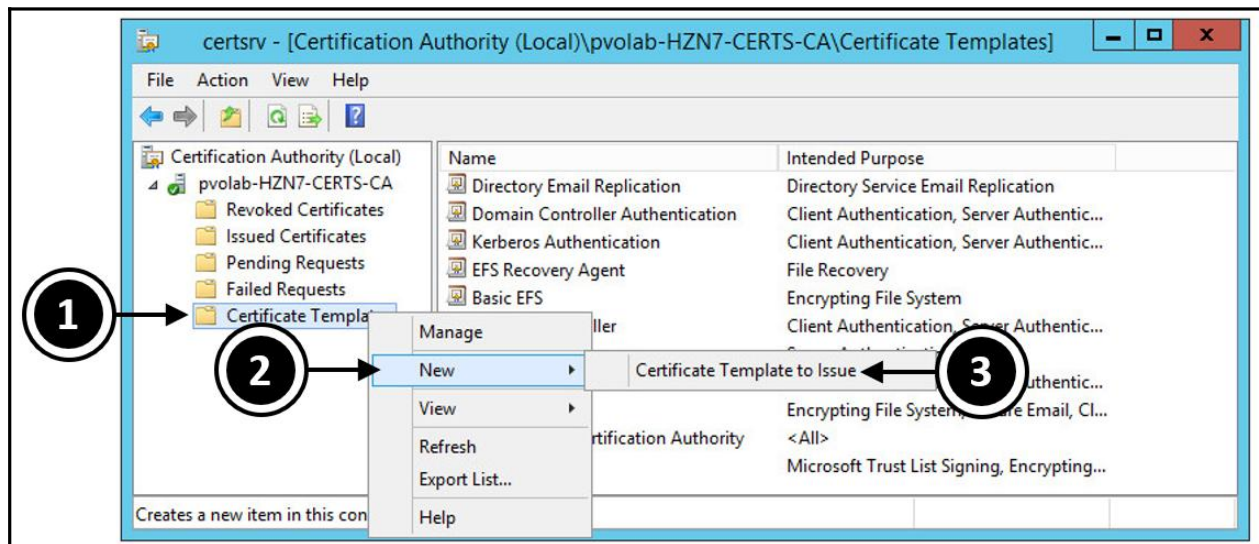 certsrv - [Certification Authority (Local)\pvolab-HZN7-CERTS-CA\Certificate Templates]
File Action View Help
Certification Authority (Local)
pvolab-HZN7-CERTS-CA
Revoked Certificates
Issued Certificates
Pending Requests
Failed Requests
Certificate Templat
Name Intended Purpose
Directory Email Replication Directory Service Email Replication
Domain Controller Authentication Client Authentication, Server Authentic...
Kerberos Authentication Client Authentication, Server Authentic...
EFS Recovery Agent File Recovery
Basic EFS Encrypting File System
ller Client Authentication, Server Authentic...
uthentic...
Encrypting File System, Email, Cl...
rtification Authority <All>
Microsoft Trust List Signing, Encrypting...
Manage
New
View
Refresh
Export List...
Help
Certificate Template to Issue
Creates a new item in this con
1
2
3